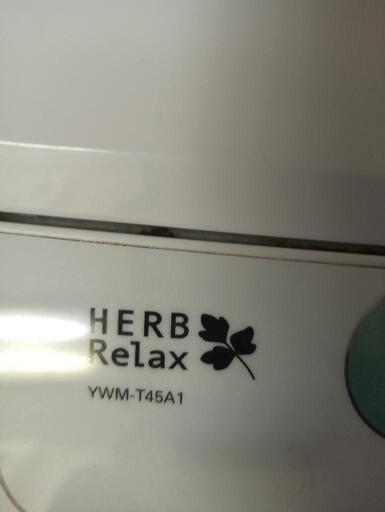 HERB
Relax
YWM-T45A1